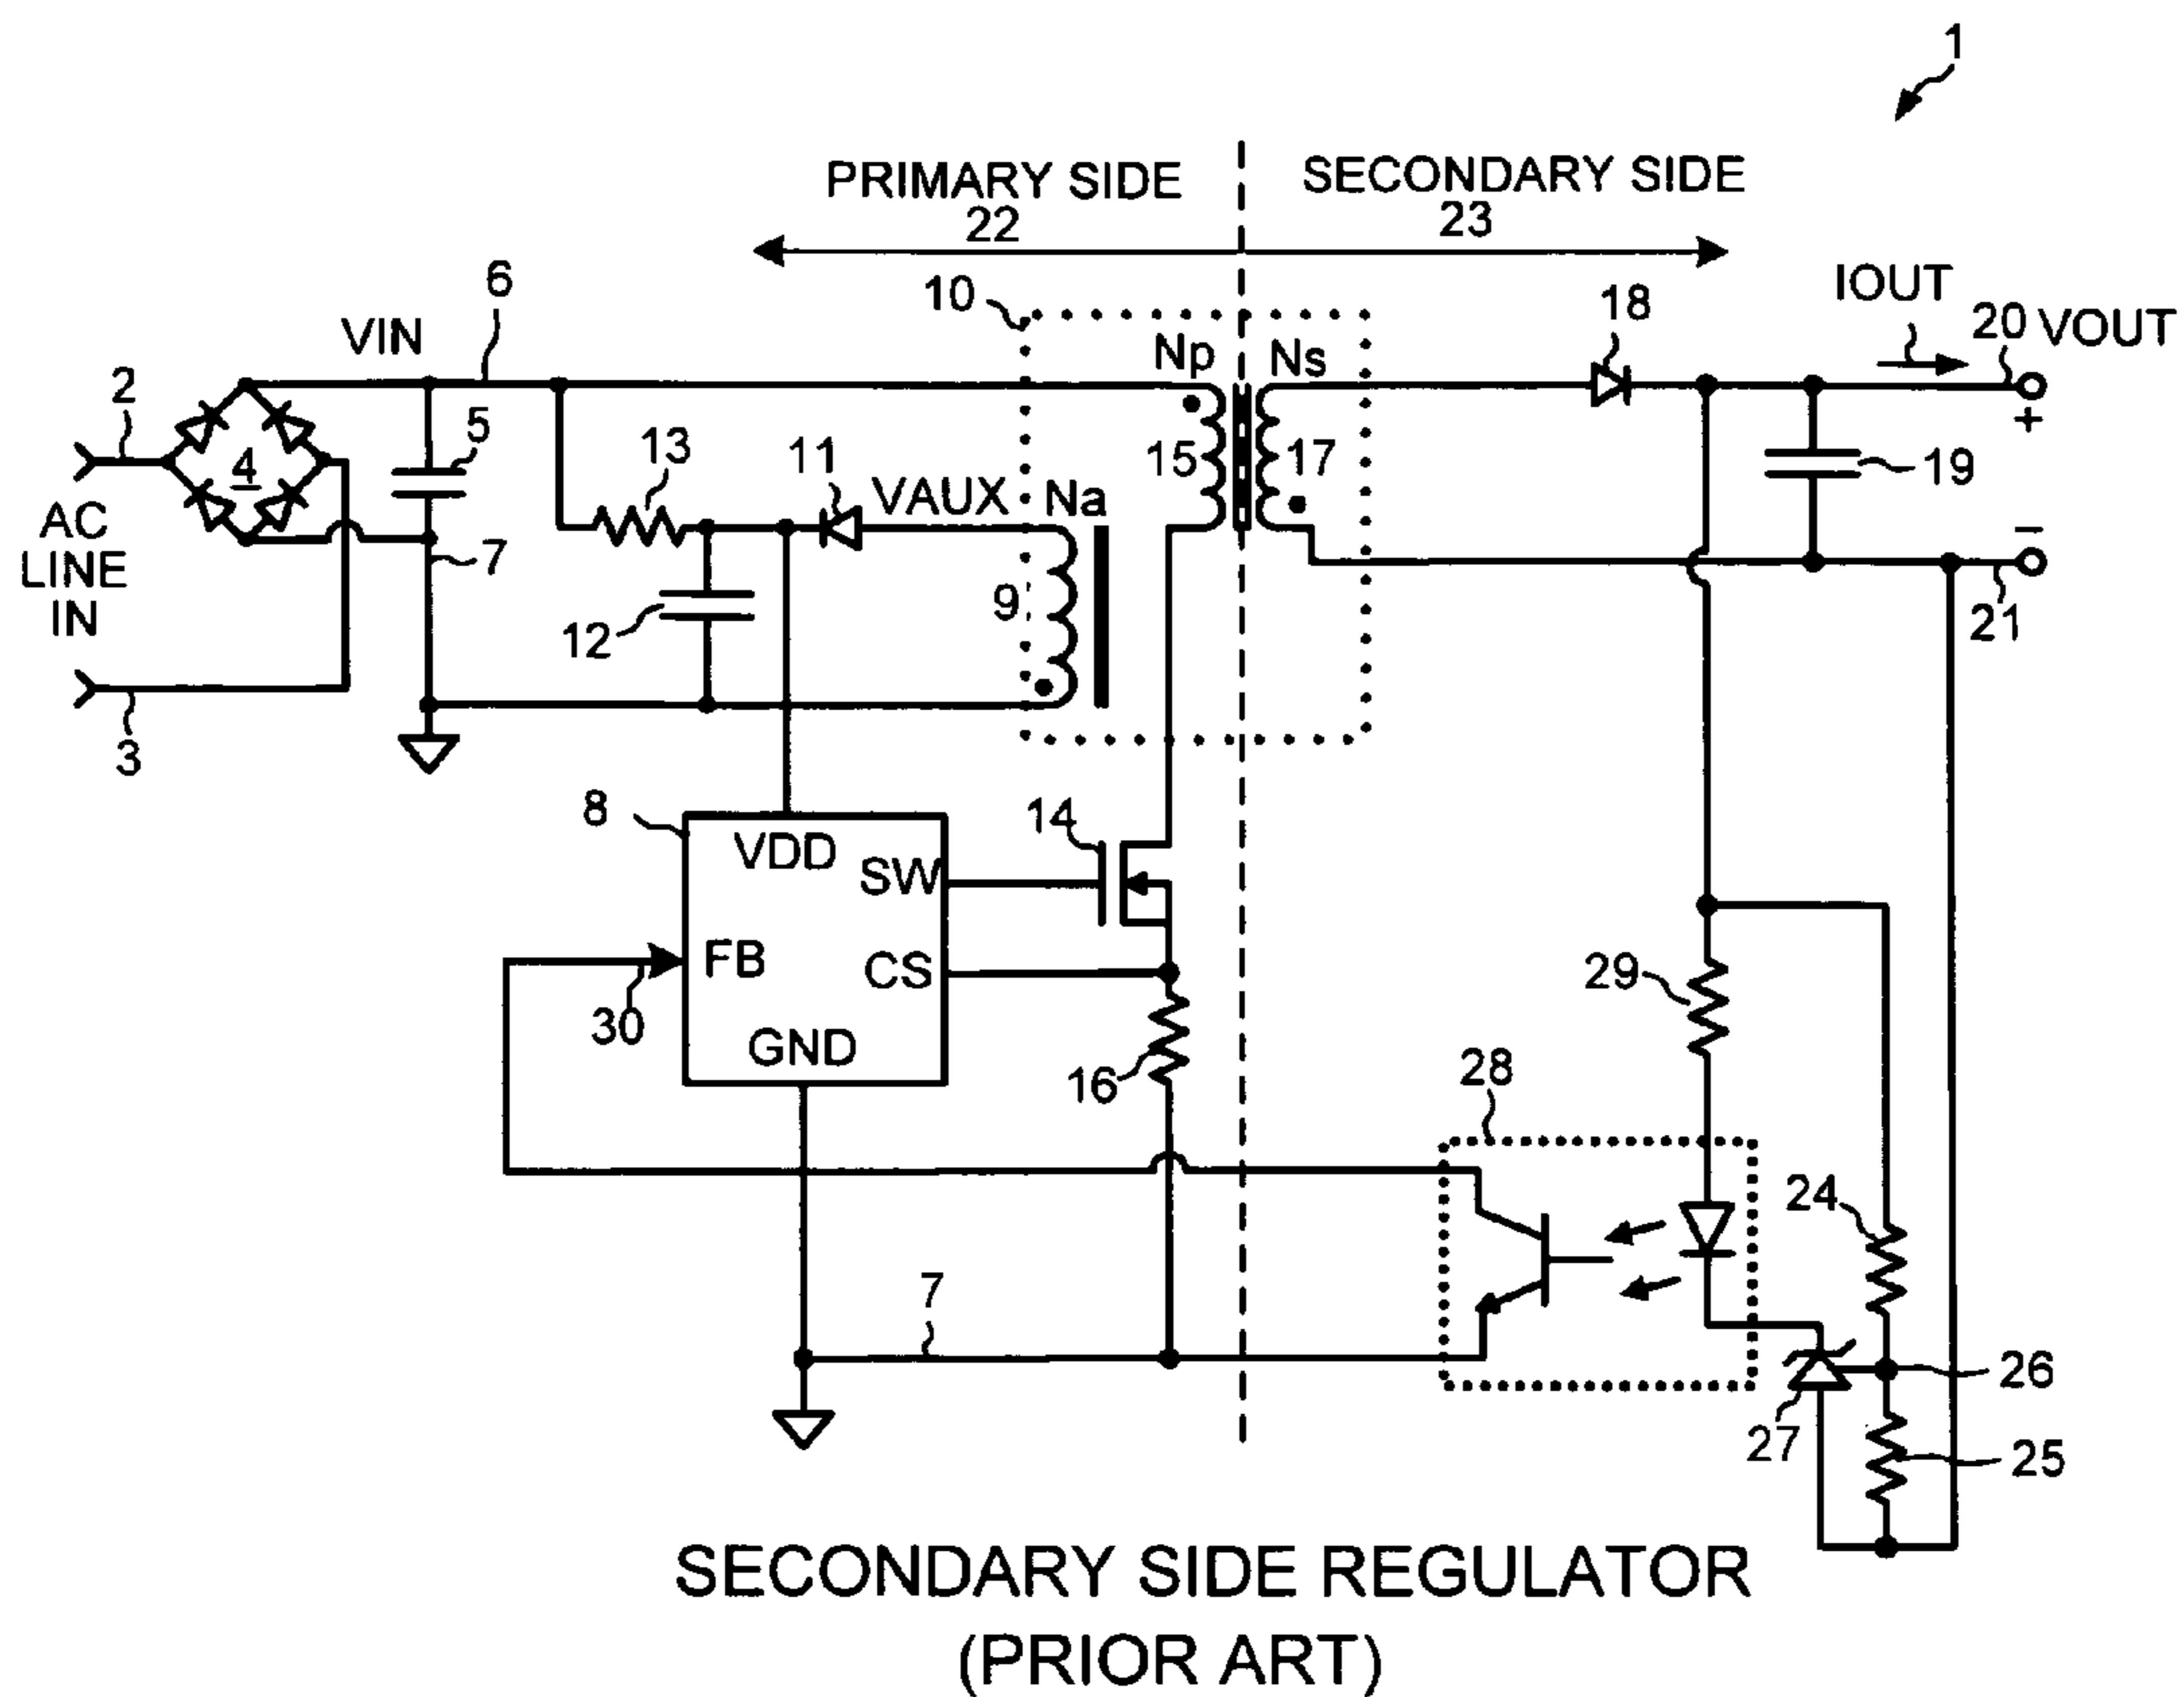 1
PRIMARY SIDE
22
SECONDARY SIDE
23
6
10
18
IOUT
20 VOUT
VIN
Np
Ns
2
5
13
11
VAUX
Na
15
17
+
19
4
AC
LINE
IN
7
12
9
−
21
3
8
14
VDD
SW
FB
CS
30
GND
16
29
28
24
7
26
27
25
SECONDARY SIDE REGULATOR
(PRIOR ART)